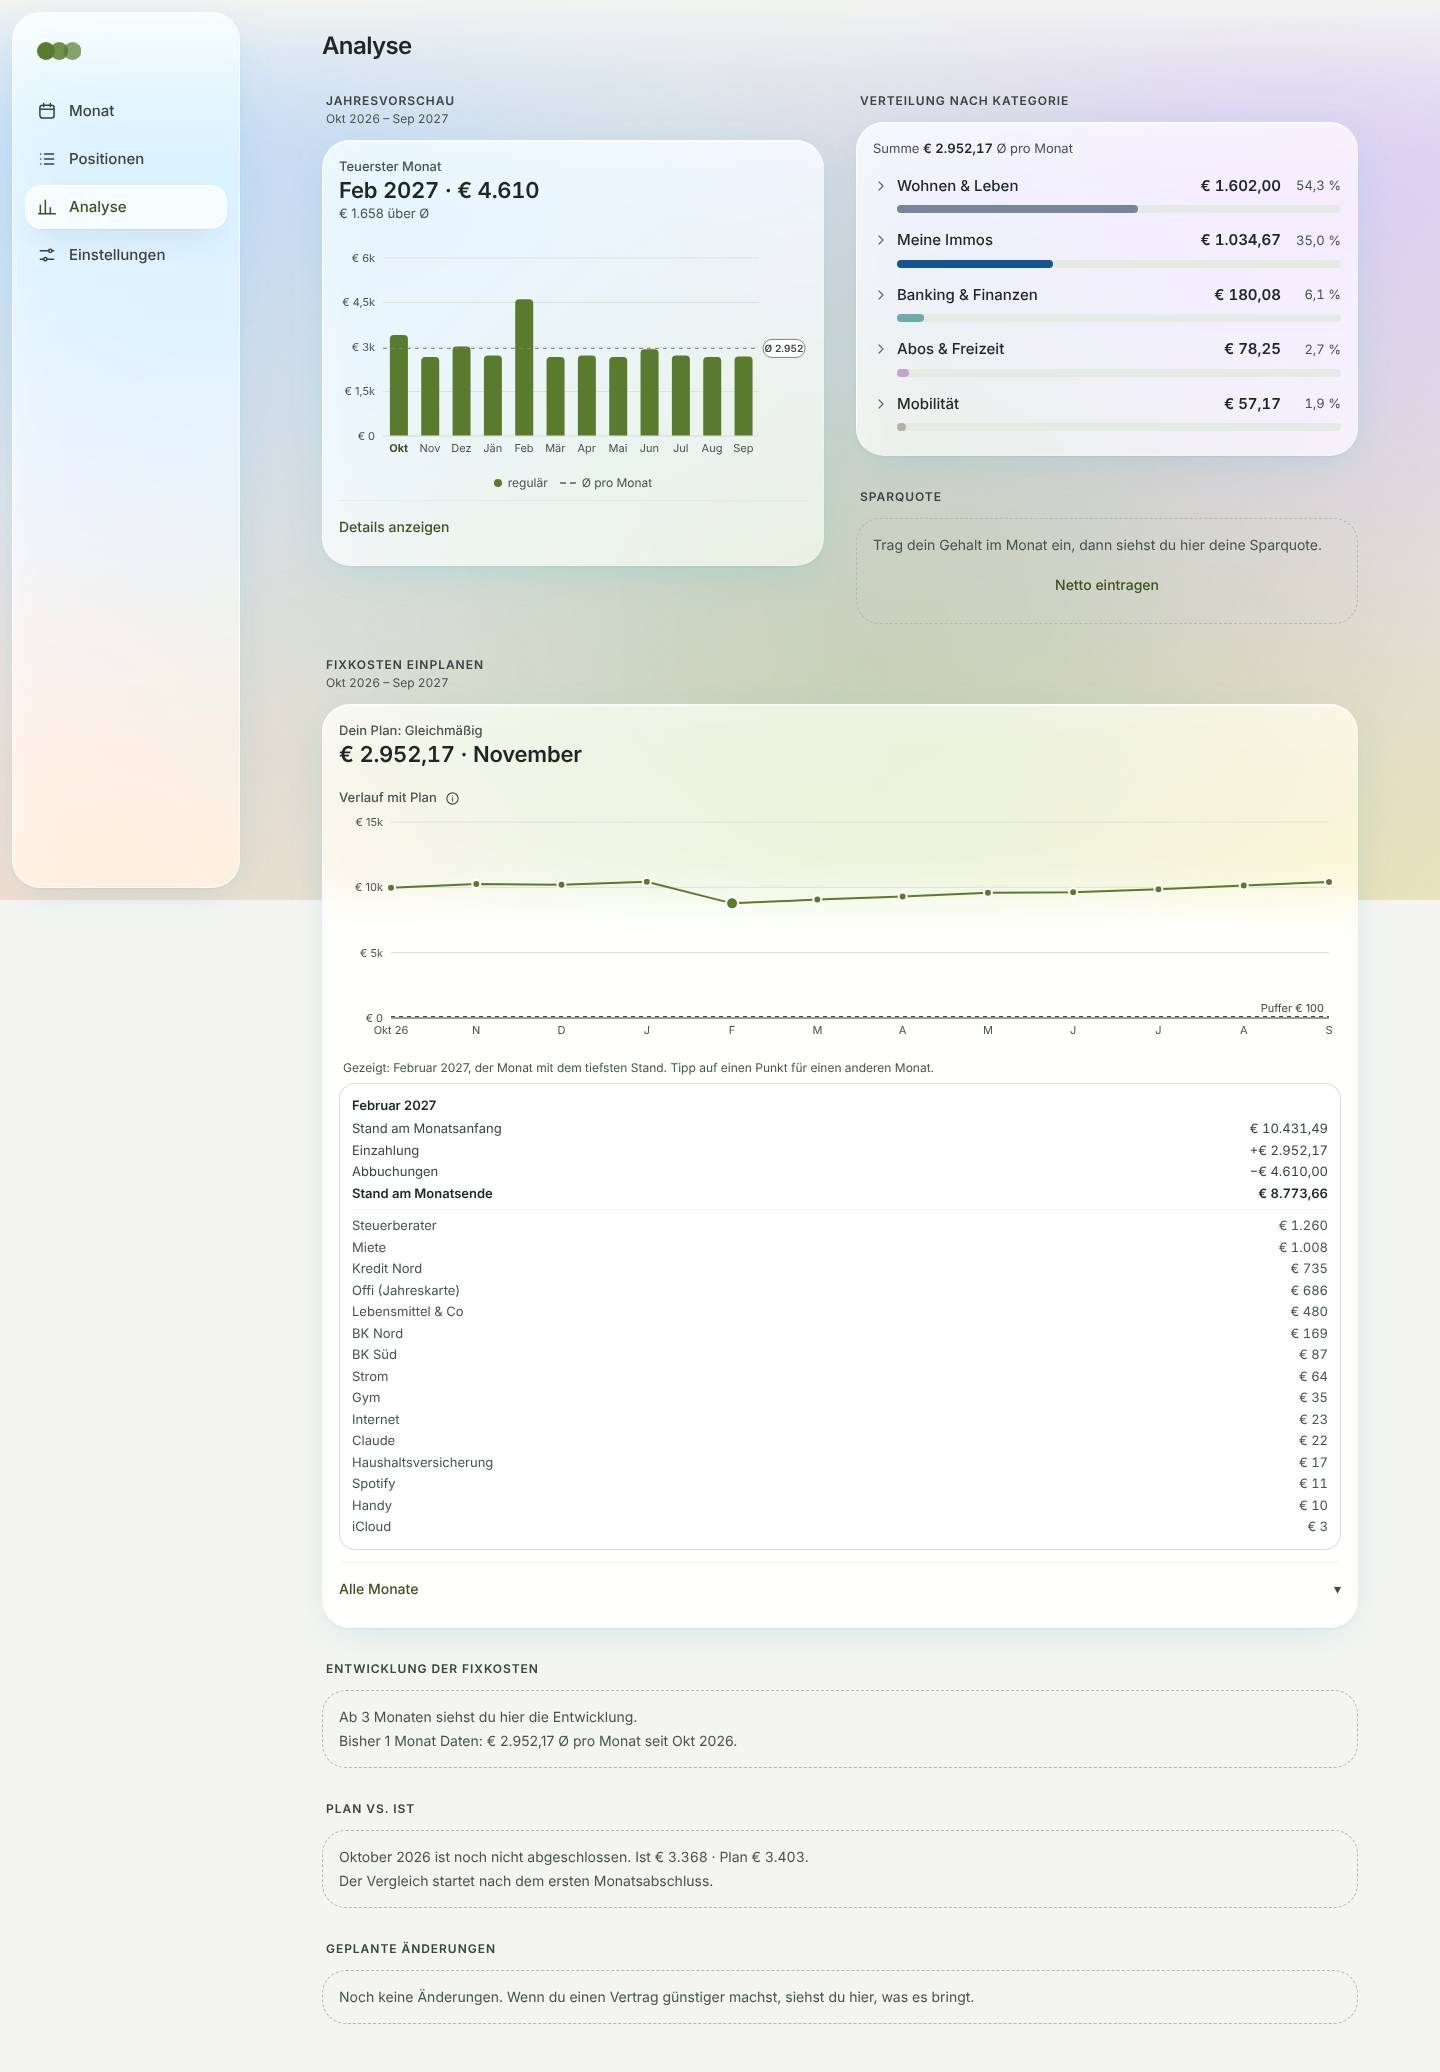 Monat
Positionen
Analyse
Einstellungen
Analyse
JAHRESVORSCHAU
Okt 2026 – Sep 2027
Teuerster Monat
Feb 2027 · € 4.610
€ 1.658 über Ø
€ 6k
€ 4,5k
€ 3k
€ 1,5k
€ 0
Ø 2.952
Okt Nov Dez Jän Feb Mär Apr Mai Jun Jul Aug Sep
regulär Ø pro Monat
Details anzeigen
VERTEILUNG NACH KATEGORIE
Summe € 2.952,17 Ø pro Monat
Wohnen & Leben € 1.602,00 54,3 %
Meine Immos € 1.034,67 35,0 %
Banking & Finanzen € 180,08 6,1 %
Abos & Freizeit € 78,25 2,7 %
Mobilität € 57,17 1,9 %
SPARQUOTE
Trag dein Gehalt im Monat ein, dann siehst du hier deine Sparquote.
Netto eintragen
FIXKOSTEN EINPLANEN
Okt 2026 – Sep 2027
Dein Plan: Gleichmäßig
€ 2.952,17 · November
Verlauf mit Plan
€ 15k
€ 10k
€ 5k
€ 0
Puffer € 100
Okt 26 N D J F M A M J J A S
Gezeigt: Februar 2027, der Monat mit dem tiefsten Stand. Tipp auf einen Punkt für einen anderen Monat.
Februar 2027
Stand am Monatsanfang € 10.431,49
Einzahlung +€ 2.952,17
Abbuchungen −€ 4.610,00
Stand am Monatsende € 8.773,66
Steuerberater € 1.260
Miete € 1.008
Kredit Nord € 735
Offi (Jahreskarte) € 686
Lebensmittel & Co € 480
BK Nord € 169
BK Süd € 87
Strom € 64
Gym € 35
Internet € 23
Claude € 22
Haushaltsversicherung € 17
Spotify € 11
Handy € 10
iCloud € 3
Alle Monate
ENTWICKLUNG DER FIXKOSTEN
Ab 3 Monaten siehst du hier die Entwicklung.
Bisher 1 Monat Daten: € 2.952,17 Ø pro Monat seit Okt 2026.
PLAN VS. IST
Oktober 2026 ist noch nicht abgeschlossen. Ist € 3.368 · Plan € 3.403.
Der Vergleich startet nach dem ersten Monatsabschluss.
GEPLANTE ÄNDERUNGEN
Noch keine Änderungen. Wenn du einen Vertrag günstiger machst, siehst du hier, was es bringt.